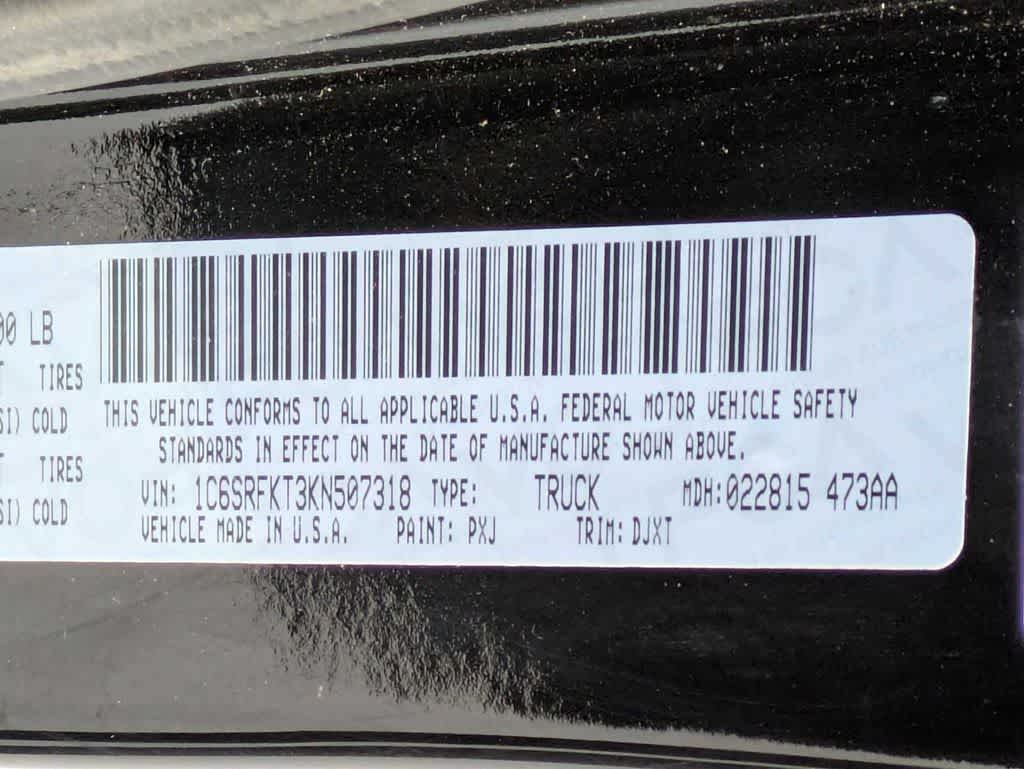 00 LB
TIRES
SI) COLD
TIRES
SI) COLD
THIS VEHICLE CONFORMS TO ALL APPLICABLE U.S.A. FEDERAL MOTOR VEHICLE SAFETY
STANDARDS IN EFFECT ON THE DATE OF MANUFACTURE SHOWN ABOVE.
VIN: 1C6SRFKT3KN507318 TYPE: TRUCK MDH:022815 473AA
VEHICLE MADE IN U.S.A. PAINT: PXJ TRIM: DJXT